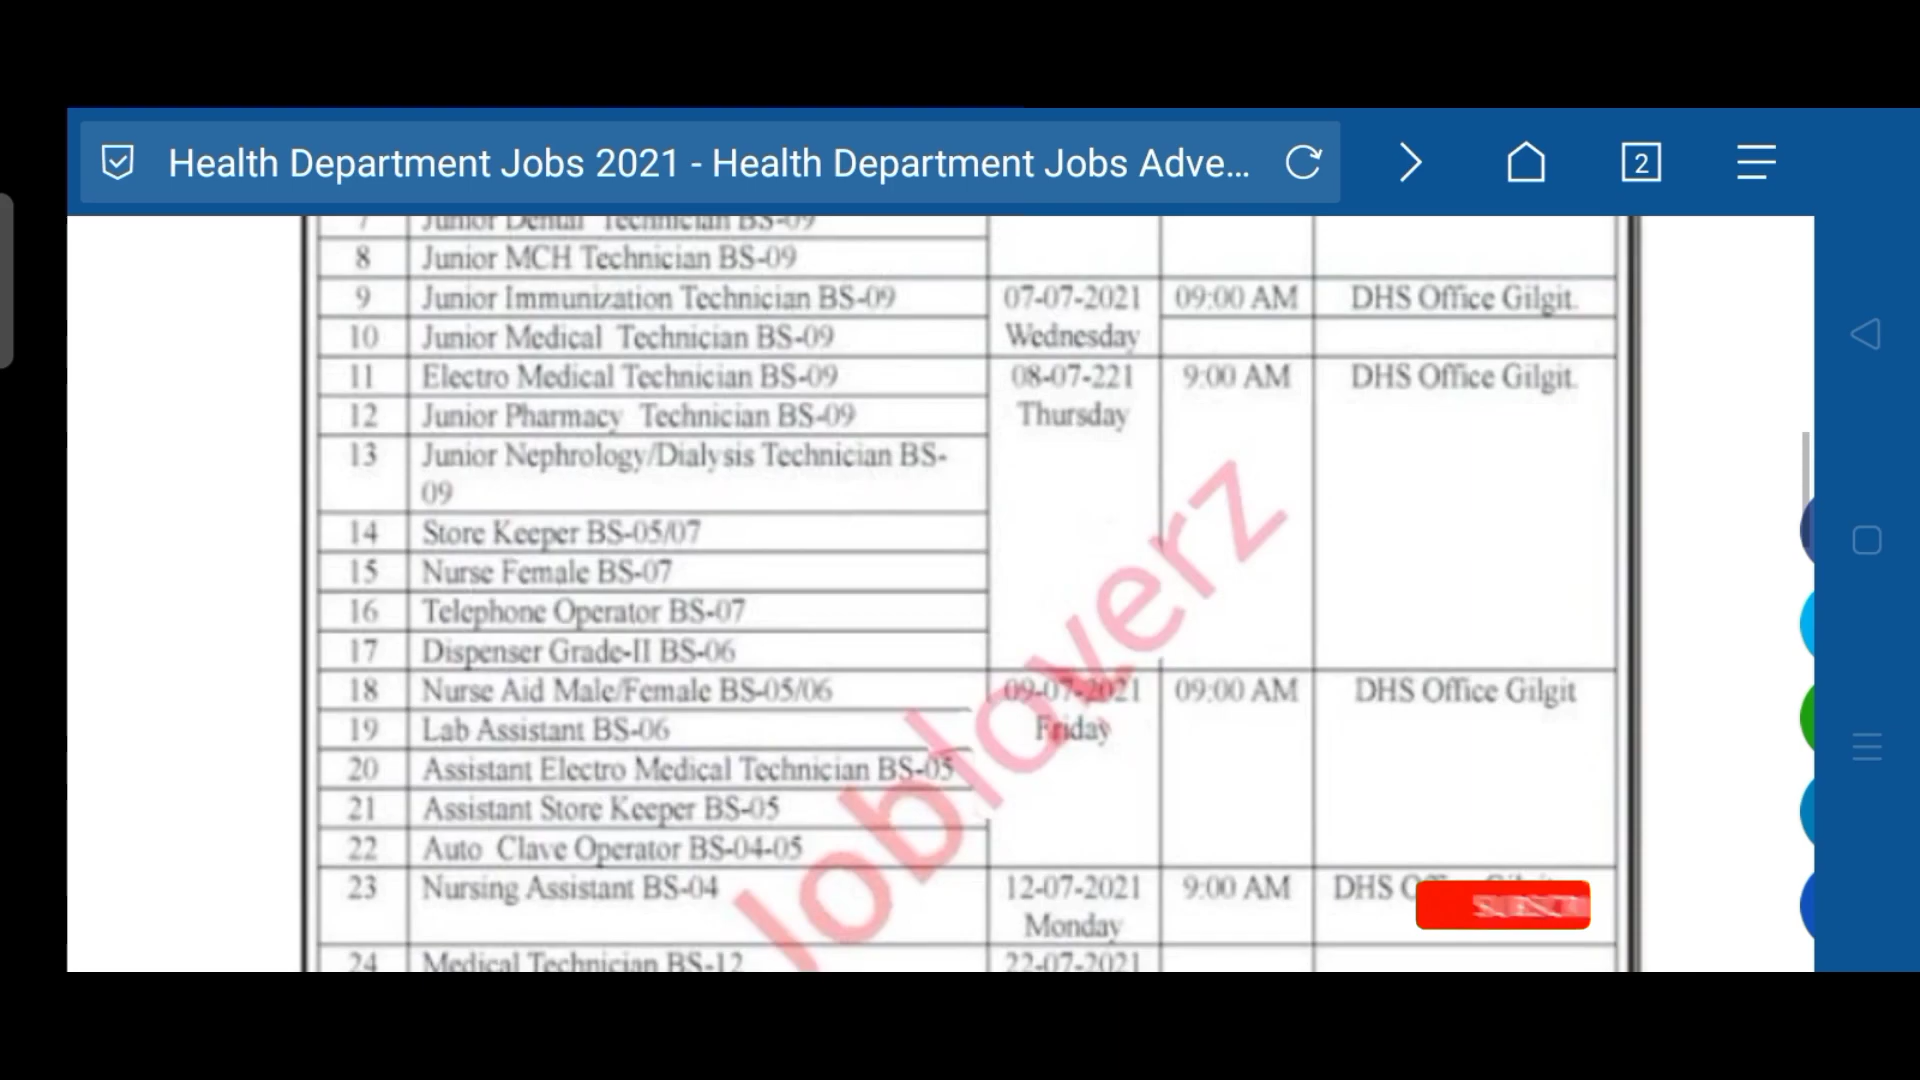 Health Department Jobs 2021 - Health Department Jobs Adve...
2
7 Junior Dental Technician BS-09
8 Junior MCH Technician BS-09
9 Junior Immunization Technician BS-09 07-07-2021 09:00 AM DHS Office Gilgit.
10 Junior Medical Technician BS-09 Wednesday
11 Electro Medical Technician BS-09 08-07-221 9:00 AM DHS Office Gilgit.
12 Junior Pharmacy Technician BS-09 Thursday
13 Junior Nephrology/Dialysis Technician BS-
09
14 Store Keeper BS-05/07
15 Nurse Female BS-07
16 Telephone Operator BS-07
17 Dispenser Grade-II BS-06
18 Nurse Aid Male/Female BS-05/06 09-07-2021 09:00 AM DHS Office Gilgit
19 Lab Assistant BS-06 Friday
20 Assistant Electro Medical Technician BS-05
21 Assistant Store Keeper BS-05
22 Auto Clave Operator BS-04-05
23 Nursing Assistant BS-04 12-07-2021 9:00 AM DHS
Monday
24 Medical Technician BS-12 22-07-2021
Jobloverz